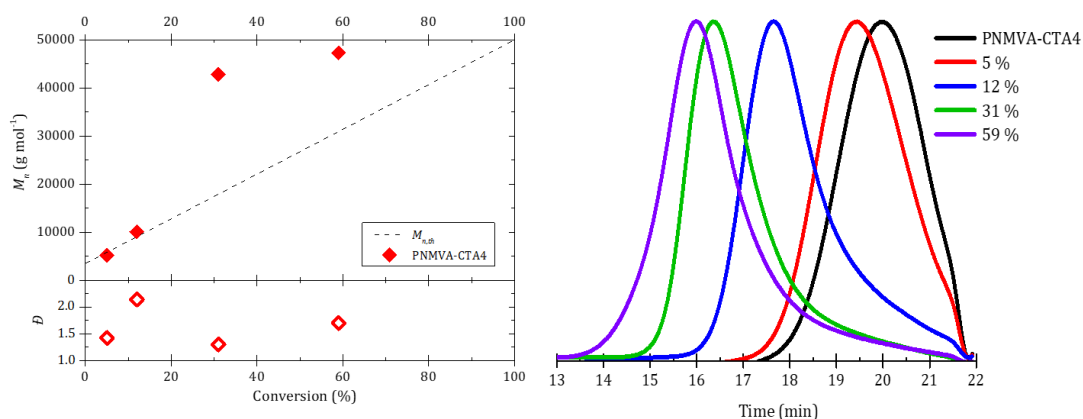 0 20 40 60 80 100
50000
40000
30000
20000
10000
0
Mₙ (g mol⁻¹)
Mₙ,ₜₕ
PNMVA-CTA4
2.0
1.5
1.0
Đ
0 20 40 60 80 100
Conversion (%)
PNMVA-CTA4
5 %
12 %
31 %
59 %
13 14 15 16 17 18 19 20 21 22
Time (min)